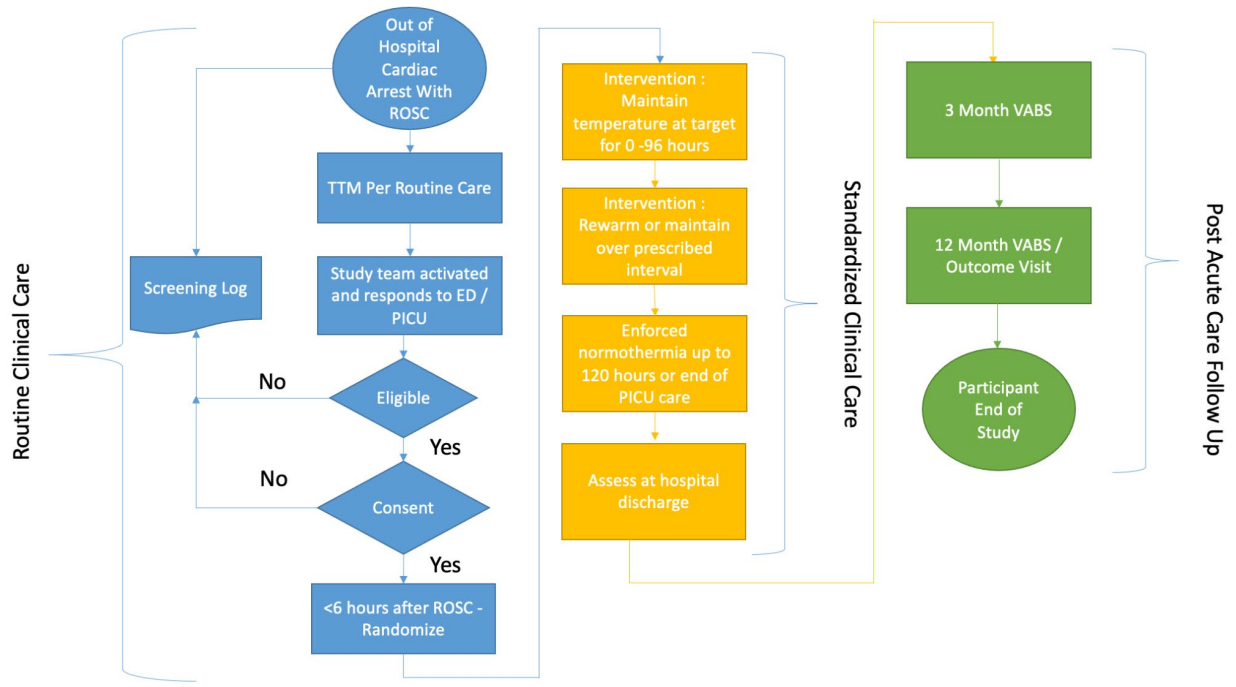 Routine Clinical Care
Out of
Hospital
Cardiac
Arrest With
ROSC
TTM Per Routine Care
Screening Log
Study team activated
and responds to ED /
PICU
No
Eligible
Yes
No
Consent
Yes
<6 hours after ROSC -
Randomize
Intervention :
Maintain
temperature at target
for 0 -96 hours
Intervention :
Rewarm or maintain
over prescribed
interval
Enforced
normothermia up to
120 hours or end of
PICU care
Assess at hospital
discharge
Standardized Clinical Care
3 Month VABS
12 Month VABS /
Outcome Visit
Participant
End of
Study
Post Acute Care Follow Up